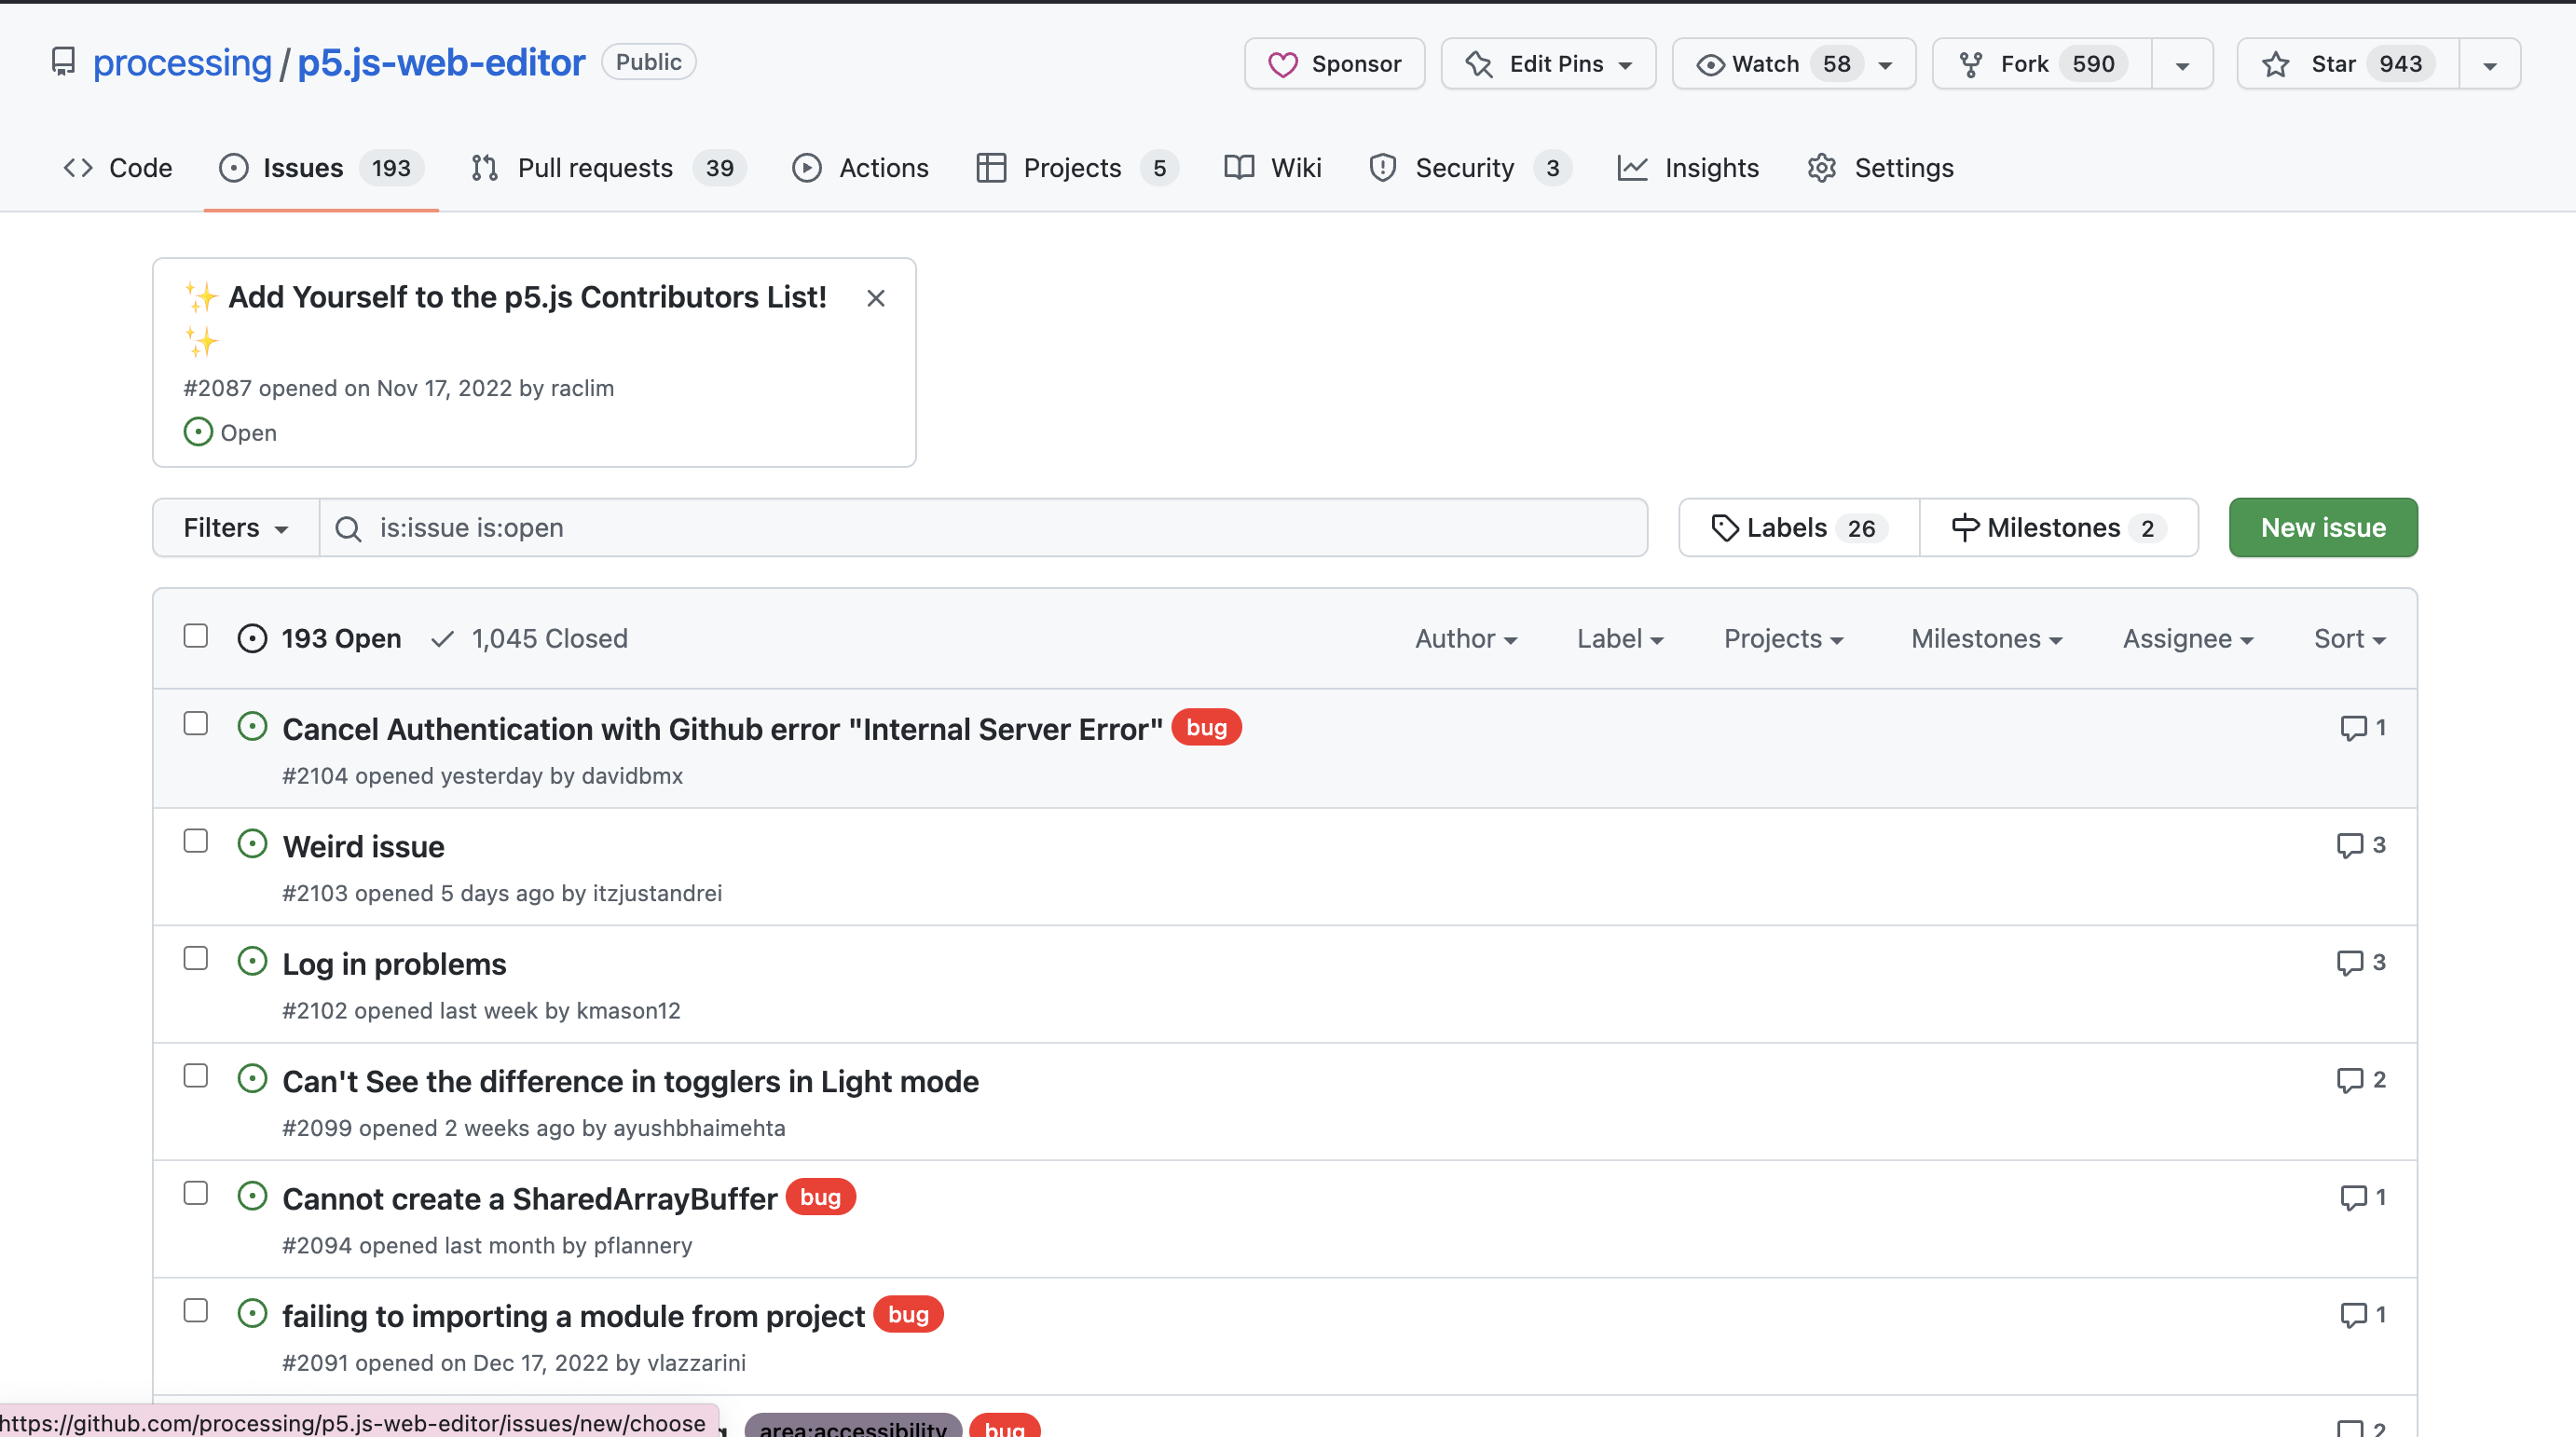 processing / p5.js-web-editor Public Sponsor Edit Pins Watch 58 Fork 590 Star 943
Code Issues 193 Pull requests 39 Actions Projects 5 Wiki Security 3 Insights Settings
✨ Add Yourself to the p5.js Contributors List!
✨
#2087 opened on Nov 17, 2022 by raclim
Open
Filters is:issue is:open Labels 26 Milestones 2 New issue
193 Open 1,045 Closed Author Label Projects Milestones Assignee Sort
Cancel Authentication with Github error "Internal Server Error" bug 1
#2104 opened yesterday by davidbmx
Weird issue 3
#2103 opened 5 days ago by itzjustandrei
Log in problems 3
#2102 opened last week by kmason12
Can't See the difference in togglers in Light mode 2
#2099 opened 2 weeks ago by ayushbhaimehta
Cannot create a SharedArrayBuffer bug 1
#2094 opened last month by pflannery
failing to importing a module from project bug 1
#2091 opened on Dec 17, 2022 by vlazzarini
https://github.com/processing/p5.js-web-editor/issues/new/choose area:accessibility bug 2